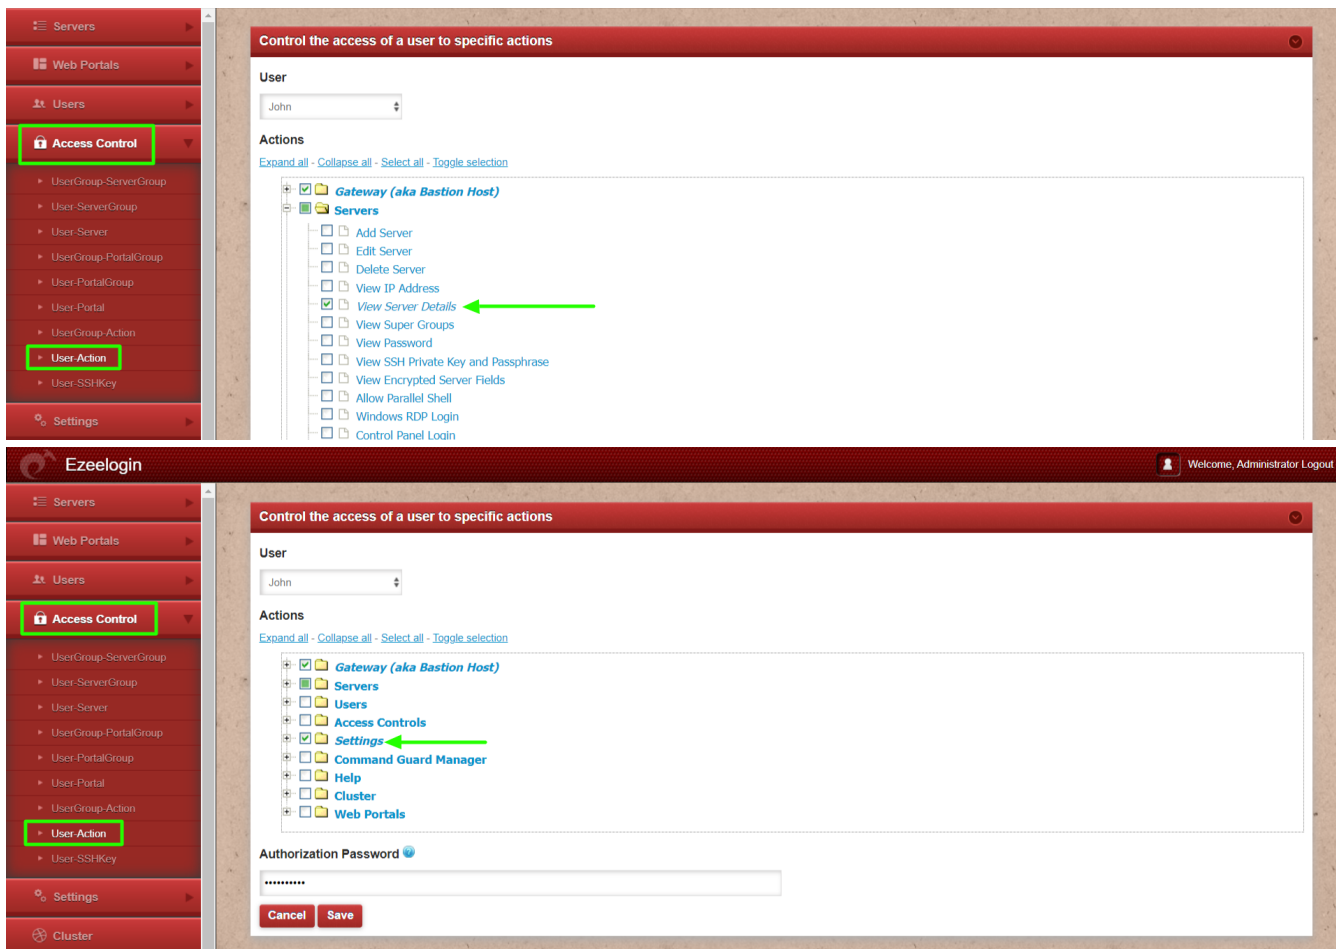 Servers
Web Portals
Users
Access Control
UserGroup-ServerGroup
User-ServerGroup
User-Server
UserGroup-PortalGroup
User-PortalGroup
User-Portal
UserGroup-Action
User-Action
User-SSHKey
Settings
Control the access of a user to specific actions
User
John
Actions
Expand all - Collapse all - Select all - Toggle selection
Gateway (aka Bastion Host)
Servers
Add Server
Edit Server
Delete Server
View IP Address
View Server Details
View Super Groups
View Password
View SSH Private Key and Passphrase
View Encrypted Server Fields
Allow Parallel Shell
Windows RDP Login
Control Panel Login
Ezeelogin
Welcome, Administrator Logout
Servers
Web Portals
Users
Access Control
UserGroup-ServerGroup
User-ServerGroup
User-Server
UserGroup-PortalGroup
User-PortalGroup
User-Portal
UserGroup-Action
User-Action
User-SSHKey
Settings
Cluster
Control the access of a user to specific actions
User
John
Actions
Expand all - Collapse all - Select all - Toggle selection
Gateway (aka Bastion Host)
Servers
Users
Access Controls
Settings
Command Guard Manager
Help
Cluster
Web Portals
Authorization Password
••••••••••
Cancel Save